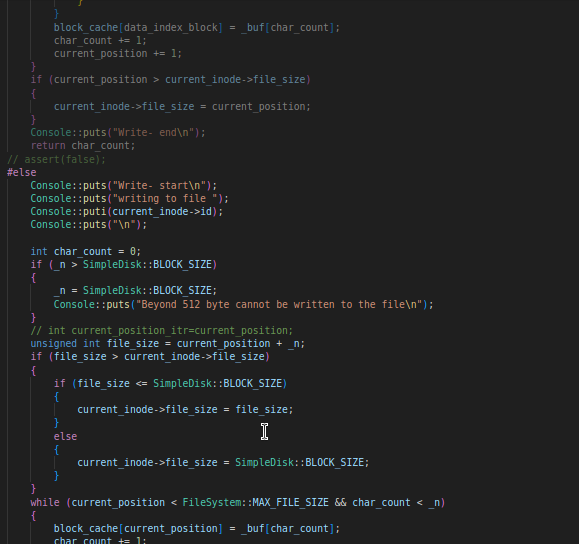 }
}
block_cache[data_index_block] = _buf[char_count];
char_count += 1;
current_position += 1;
}
if (current_position > current_inode->file_size)
{
current_inode->file_size = current_position;
}
Console::puts("Write- end\n");
return char_count;
// assert(false);
#else
Console::puts("Write- start\n");
Console::puts("writing to file ");
Console::puti(current_inode->id);
Console::puts("\n");
int char_count = 0;
if (_n > SimpleDisk::BLOCK_SIZE)
{
_n = SimpleDisk::BLOCK_SIZE;
Console::puts("Beyond 512 byte cannot be written to the file\n");
}
// int current_position_itr=current_position;
unsigned int file_size = current_position + _n;
if (file_size > current_inode->file_size)
{
if (file_size <= SimpleDisk::BLOCK_SIZE)
{
current_inode->file_size = file_size;
}
else
{
current_inode->file_size = SimpleDisk::BLOCK_SIZE;
}
}
while (current_position < FileSystem::MAX_FILE_SIZE && char_count < _n)
{
block_cache[current_position] = _buf[char_count];
char_count += 1;